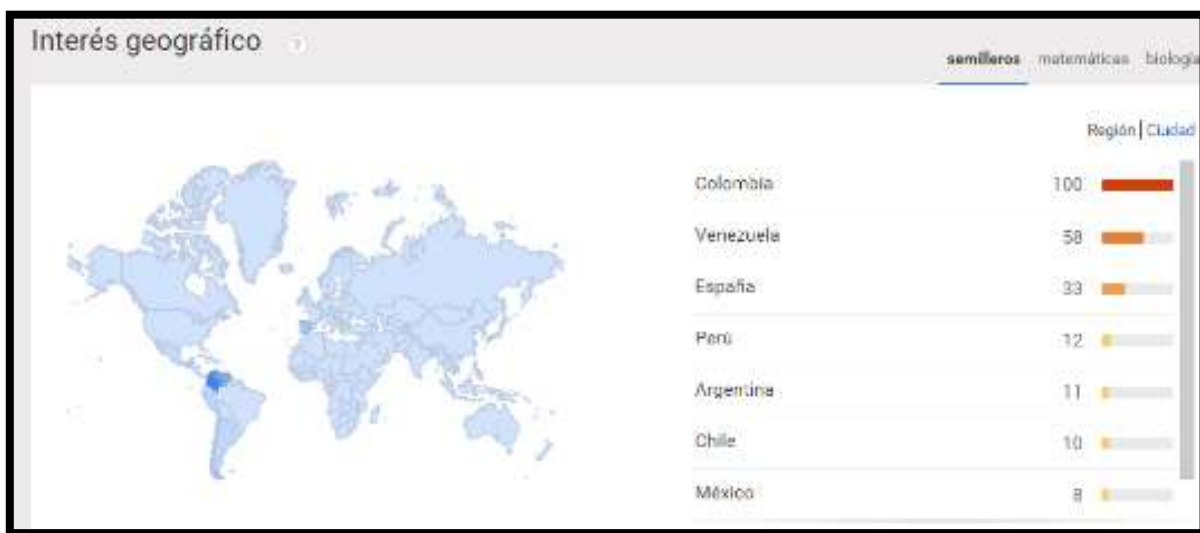 Interés geográfico ?
semilleros matemáticas biología
Región | Ciudad
Colombia 100
Venezuela 58
España 33
Perú 12
Argentina 11
Chile 10
México 8